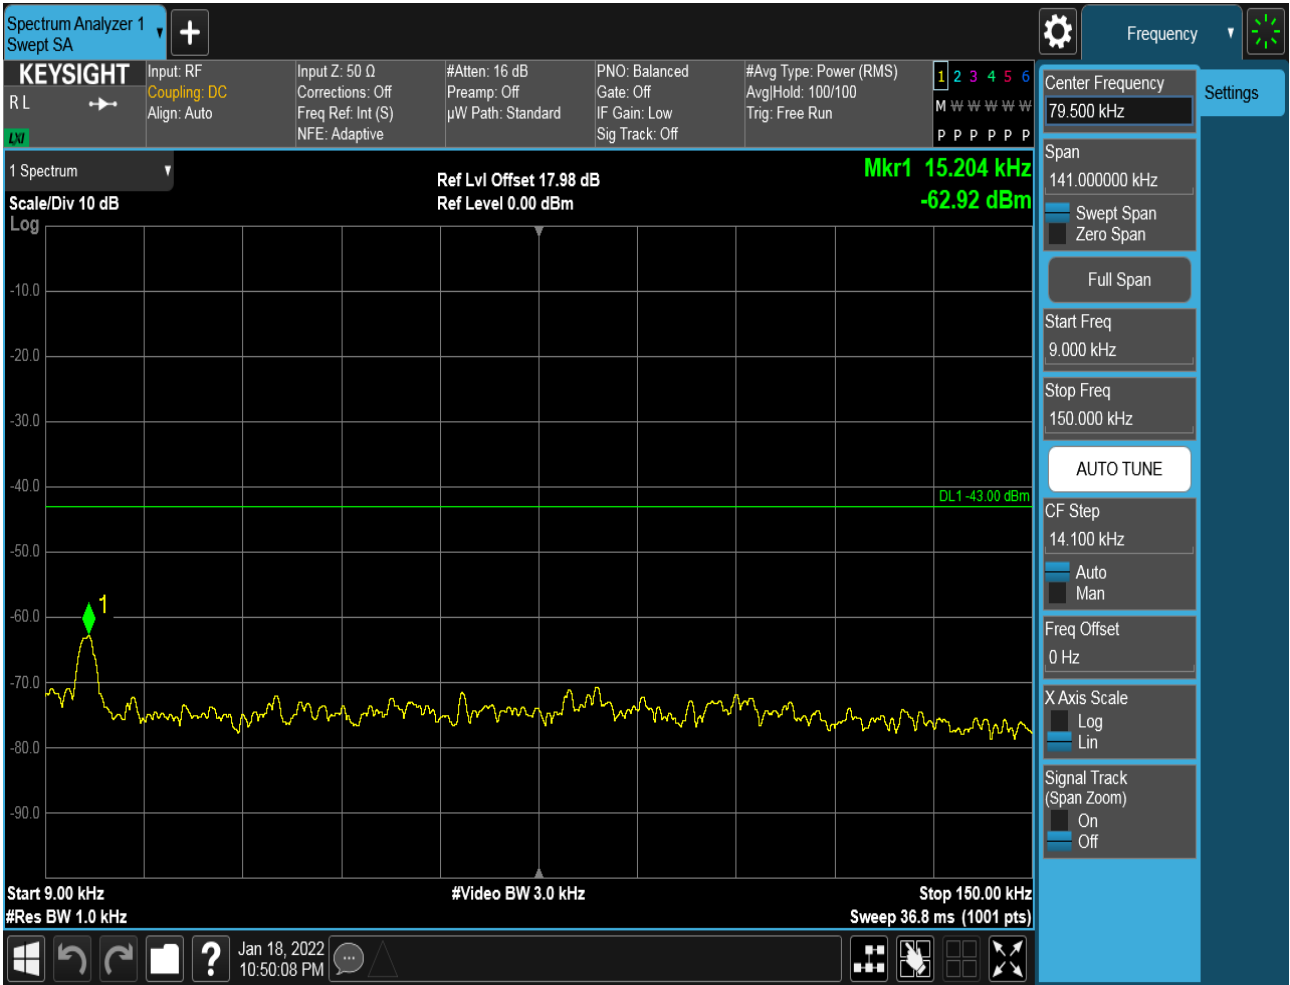 Spectrum Analyzer 1
Swept SA
Frequency
KEYSIGHT
R L
LXI
Input: RF
Coupling: DC
Align: Auto
Input Z: 50 Ω
Corrections: Off
Freq Ref: Int (S)
NFE: Adaptive
#Atten: 16 dB
Preamp: Off
µW Path: Standard
PNO: Balanced
Gate: Off
IF Gain: Low
Sig Track: Off
#Avg Type: Power (RMS)
Avg|Hold: 100/100
Trig: Free Run
1 2 3 4 5 6
M W W W W W
P P P P P P
1 Spectrum
Scale/Div 10 dB
Log
Ref Lvl Offset 17.98 dB
Ref Level 0.00 dBm
Mkr1 15.204 kHz
-62.92 dBm
-10.0
-20.0
-30.0
-40.0
DL1 -43.00 dBm
-50.0
1
-60.0
-70.0
-80.0
-90.0
Start 9.00 kHz
#Res BW 1.0 kHz
#Video BW 3.0 kHz
Stop 150.00 kHz
Sweep 36.8 ms (1001 pts)
Center Frequency
79.500 kHz
Span
141.000000 kHz
Swept Span
Zero Span
Full Span
Start Freq
9.000 kHz
Stop Freq
150.000 kHz
AUTO TUNE
CF Step
14.100 kHz
Auto
Man
Freq Offset
0 Hz
X Axis Scale
Log
Lin
Signal Track
(Span Zoom)
On
Off
Settings
?
Jan 18, 2022
10:50:08 PM